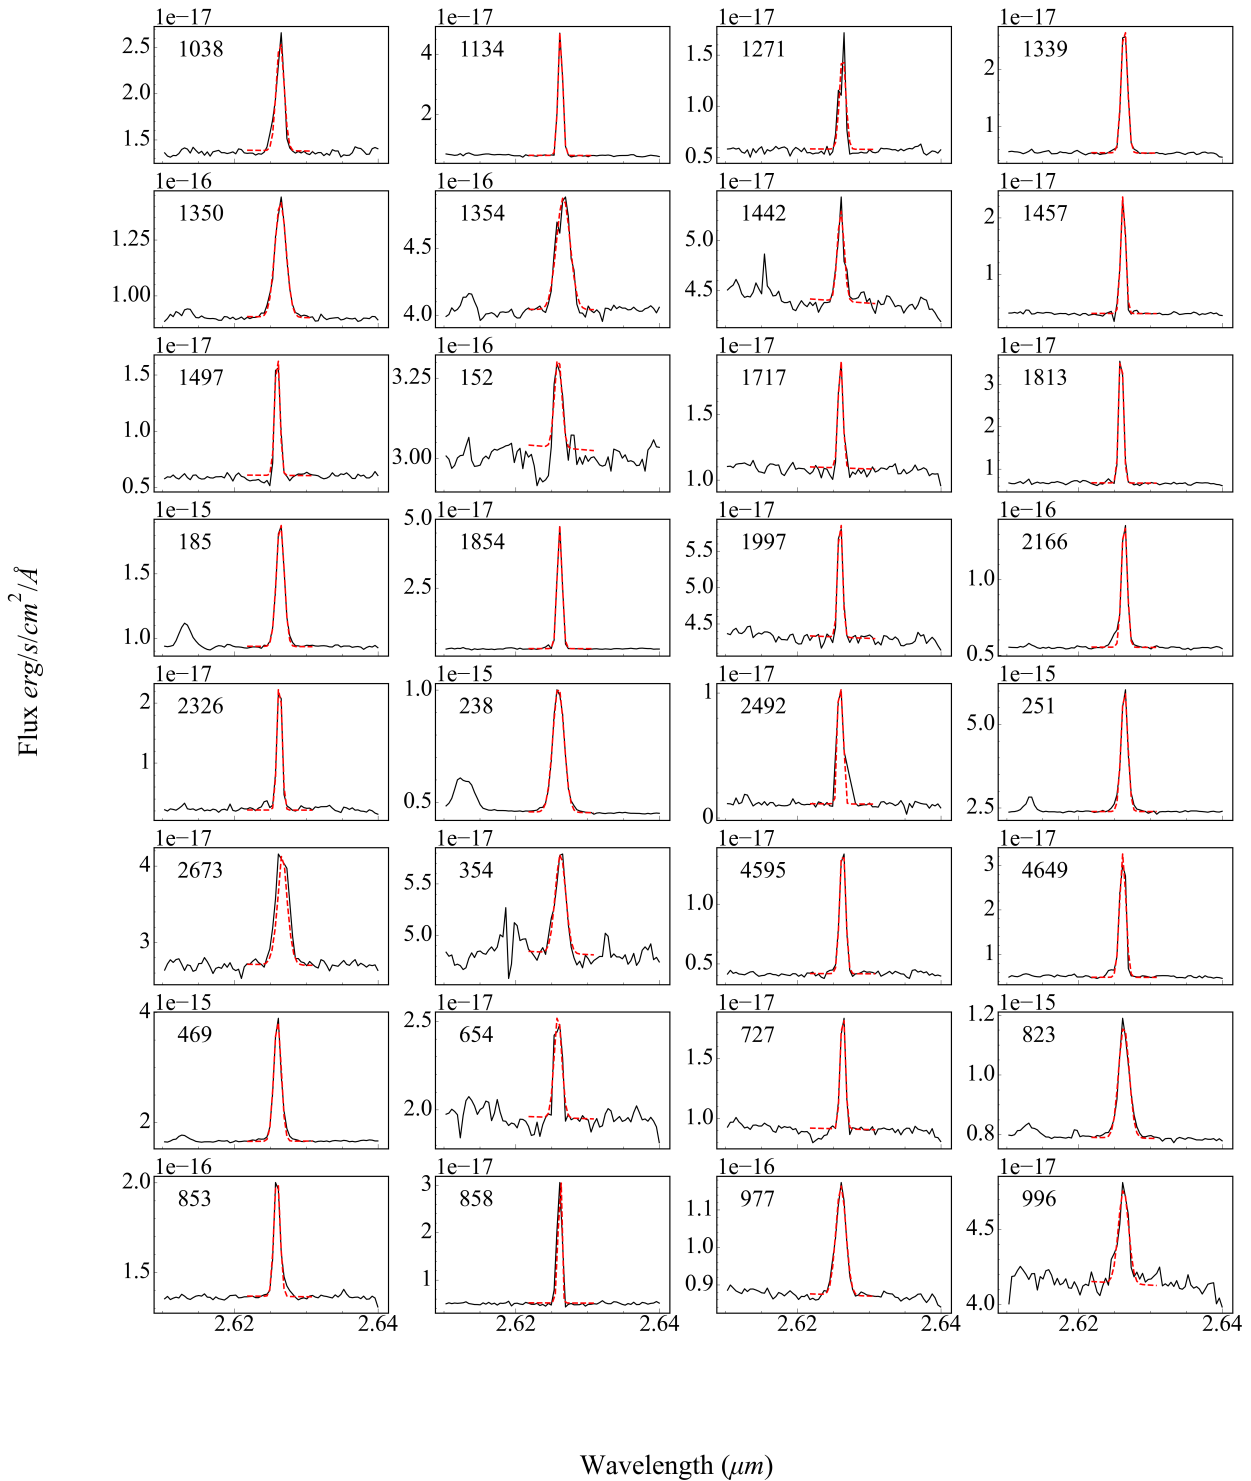 1e−17 1e−17 1e−17 1e−17
1038 1134 1271 1339
2.5 4 1.5 2
2.0 2 1.0 1
1.5 0.5
1e−16 1e−16 1e−17 1e−17
1350 1354 1442 1457
1.25 4.5 5.0 2
1.00 4.0 4.5 1
1e−17 1e−16 1e−17 1e−17
1497 152 1717 1813
1.5 3.25 1.5 3
1.0 3.00 1.0 2
0.5 1
1e−15 1e−17 1e−17 1e−16
185 1854 1997 2166
1.5 5.0 5.5 1.0
1.0 2.5 5.0 0.5
4.5
1e−17 1e−15 1e−17 1e−15
2326 238 2492 251
2 1.0 1 5.0
1 0.5 0 2.5
1e−17 1e−17 1e−17 1e−17
2673 354 4595 4649
4 5.5 1.0 3
3 5.0 0.5 2
1
1e−15 1e−17 1e−17 1e−15
469 654 727 823
4 2.5 1.5 1.2
2 2.0 1.0 1.0
0.8
1e−16 1e−17 1e−16 1e−17
853 858 977 996
2.0 3 1.1 4.5
1.5 2 1.0 4.0
1 0.9
2.62 2.64 2.62 2.64 2.62 2.64 2.62 2.64
Flux erg/s/cm²/Å
Wavelength (μm)